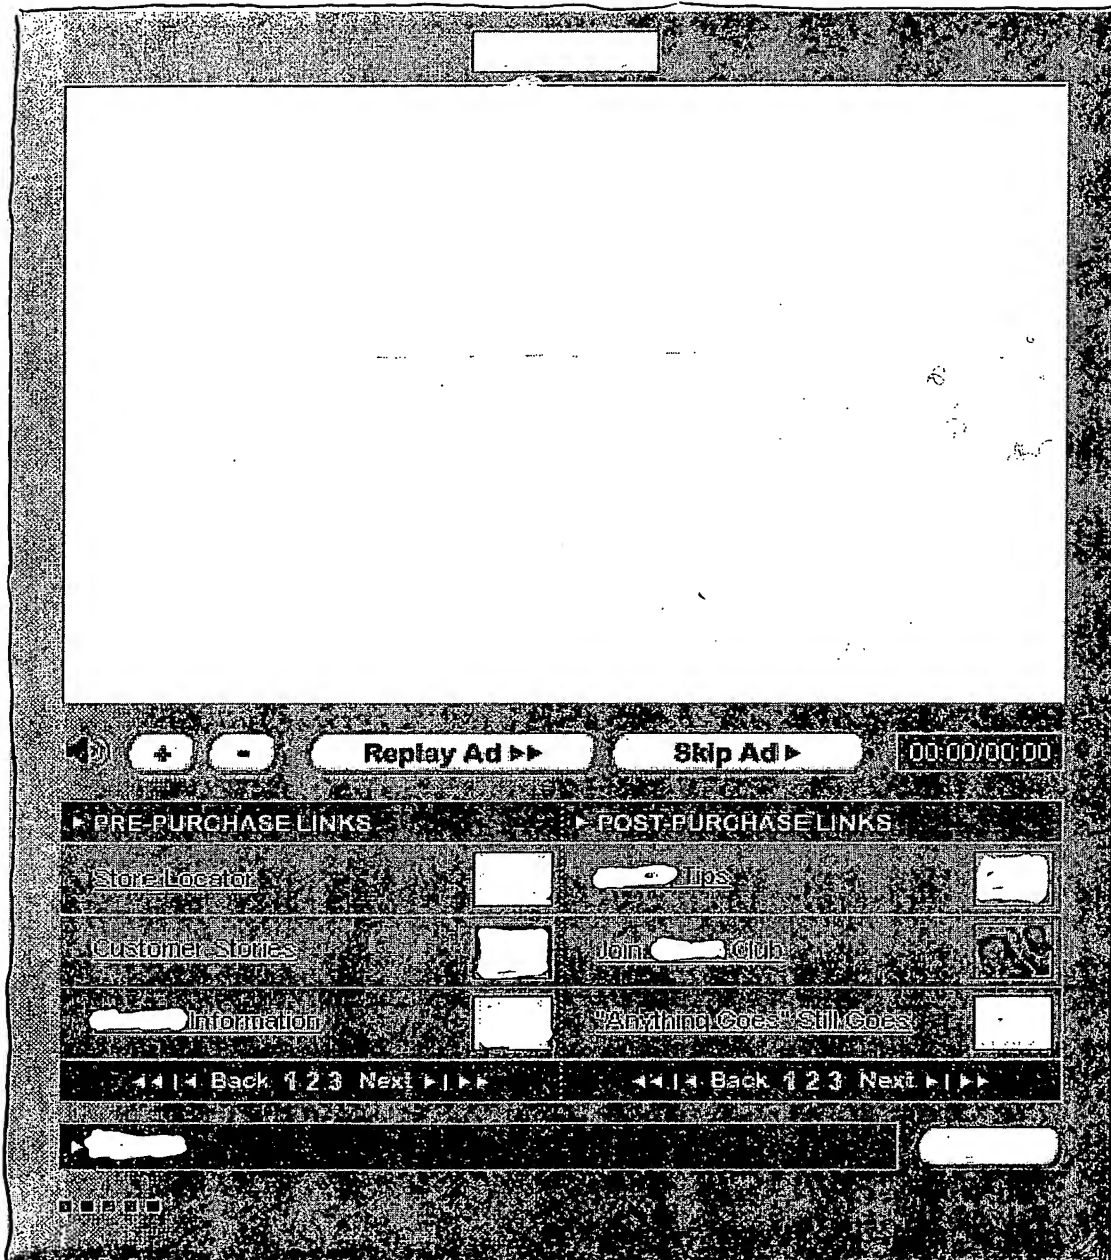 + - Replay Ad ▶▶ Skip Ad ▶ 00:00/00:00
▶ PRE-PURCHASE LINKS ▶ POST-PURCHASE LINKS
Store Locator Tips
Customer Stories Join Club
Information "Anything Goes" Still Goes
◀◀ |◀ Back 1 2 3 Next ▶| ▶▶ ◀◀ |◀ Back 1 2 3 Next ▶| ▶▶